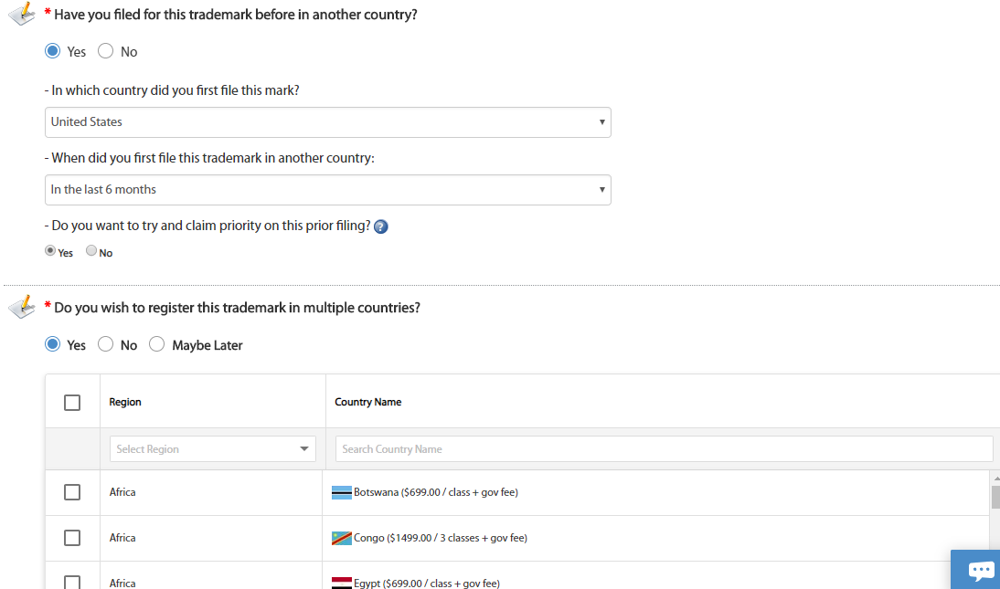 * Have you filed for this trademark before in another country?
Yes No
- In which country did you first file this mark?
United States
- When did you first file this trademark in another country:
In the last 6 months
- Do you want to try and claim priority on this prior filing? ?
Yes No
* Do you wish to register this trademark in multiple countries?
Yes No Maybe Later
Region Country Name
Select Region Search Country Name
Africa Botswana ($699.00 / class + gov fee)
Africa Congo ($1499.00 / 3 classes + gov fee)
Africa Egypt ($699.00 / class + gov fee)